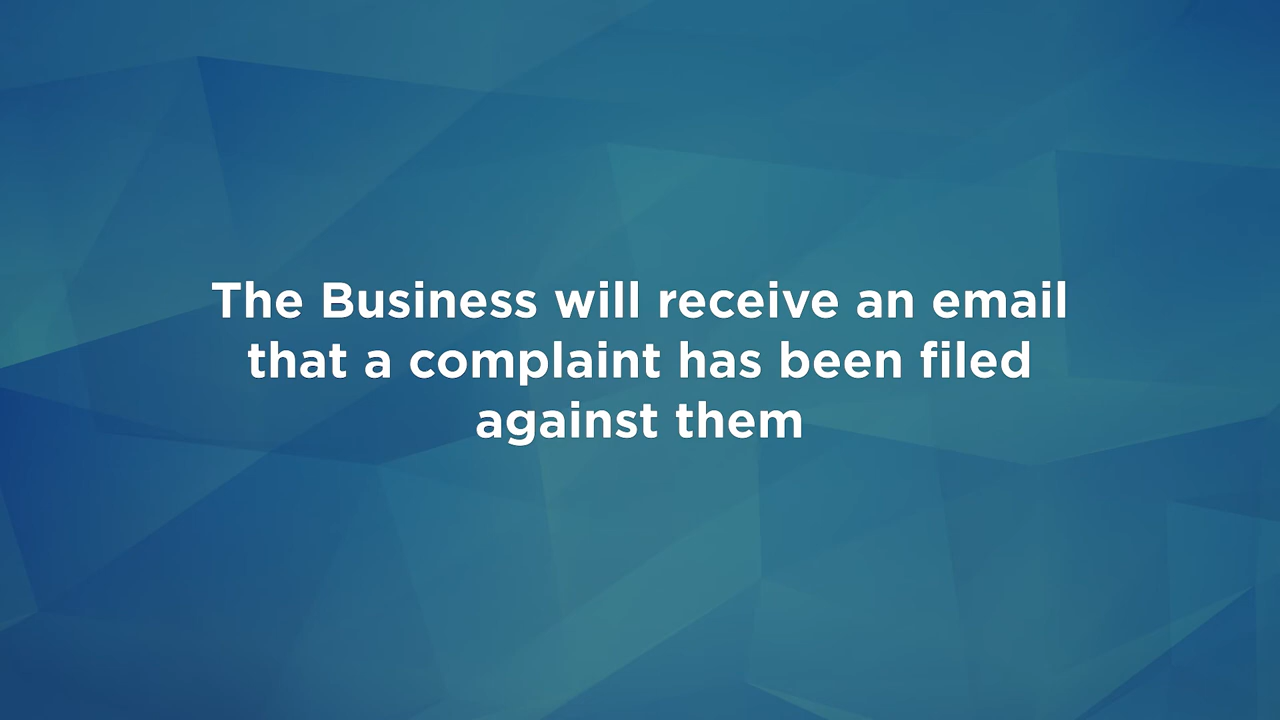 The Business will receive an email
that a complaint has been filed
against them